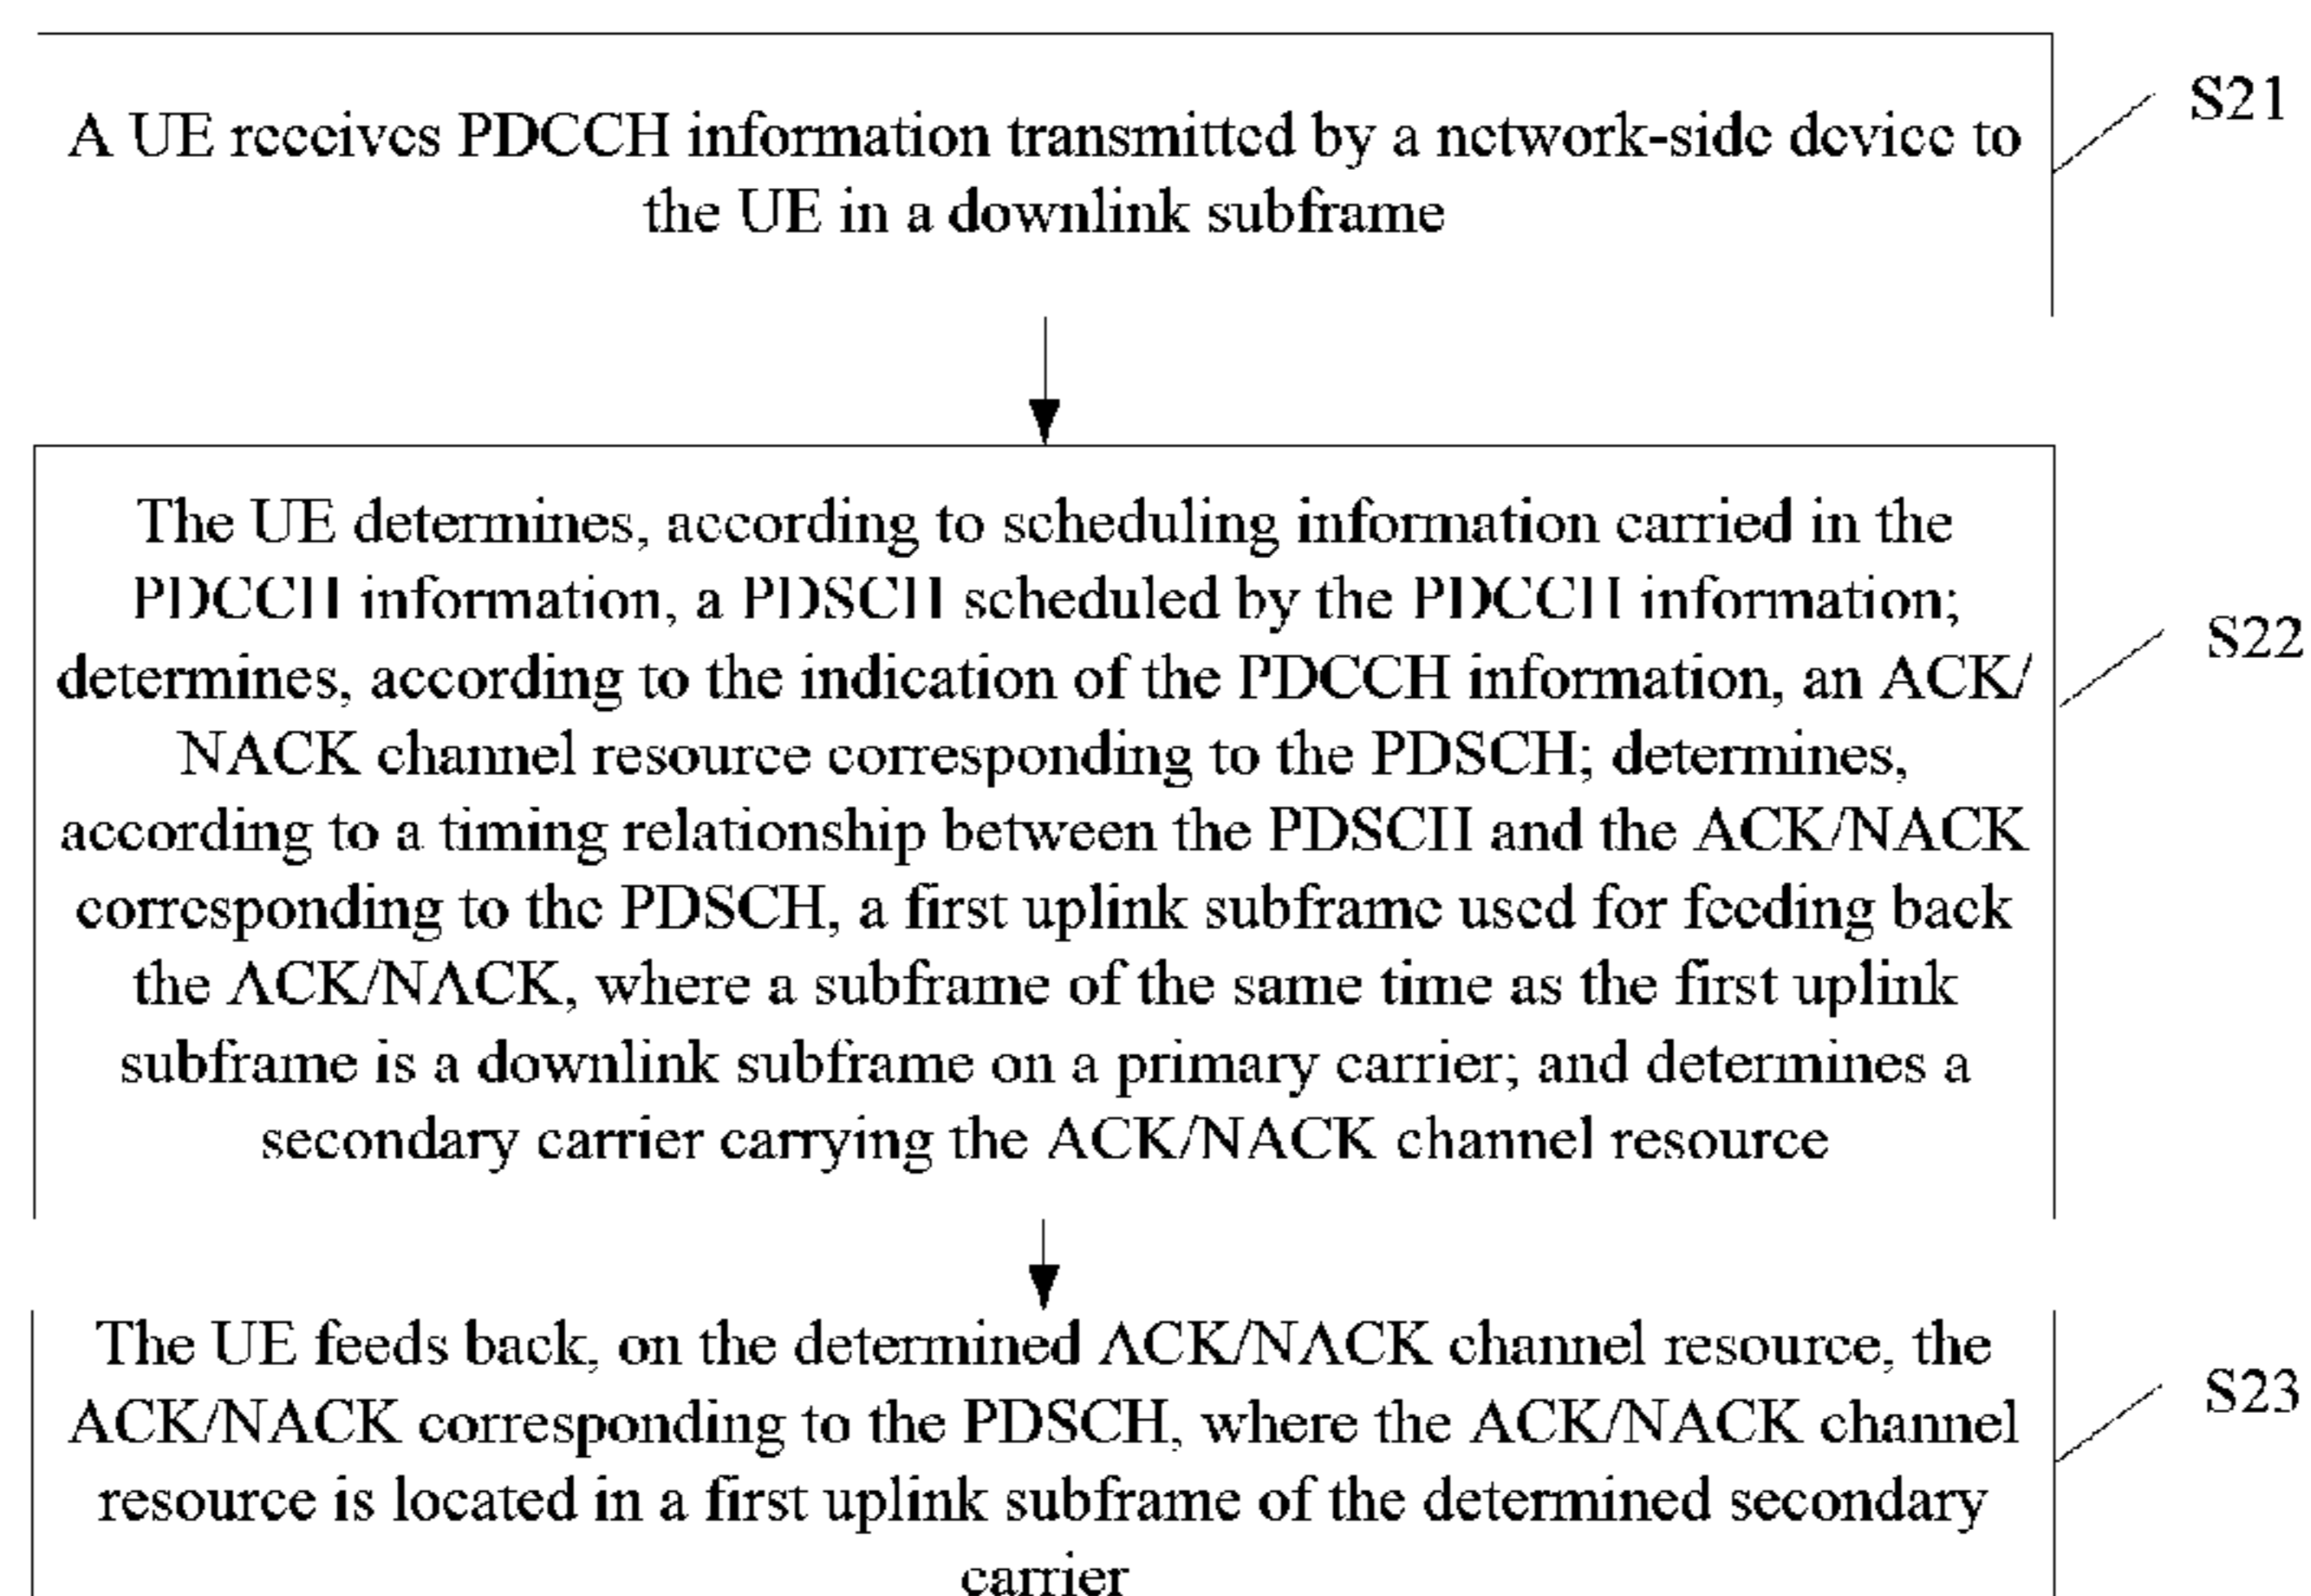 A UE receives PDCCH information transmitted by a network-side device to
the UE in a downlink subframe
S21
The UE determines, according to scheduling information carried in the
PDCCH information, a PDSCH scheduled by the PDCCH information;
determines, according to the indication of the PDCCH information, an ACK/
NACK channel resource corresponding to the PDSCH; determines,
according to a timing relationship between the PDSCH and the ACK/NACK
corresponding to the PDSCH, a first uplink subframe used for feeding back
the ACK/NACK, where a subframe of the same time as the first uplink
subframe is a downlink subframe on a primary carrier; and determines a
secondary carrier carrying the ACK/NACK channel resource
S22
The UE feeds back, on the determined ACK/NACK channel resource, the
ACK/NACK corresponding to the PDSCH, where the ACK/NACK channel
resource is located in a first uplink subframe of the determined secondary
carrier
S23